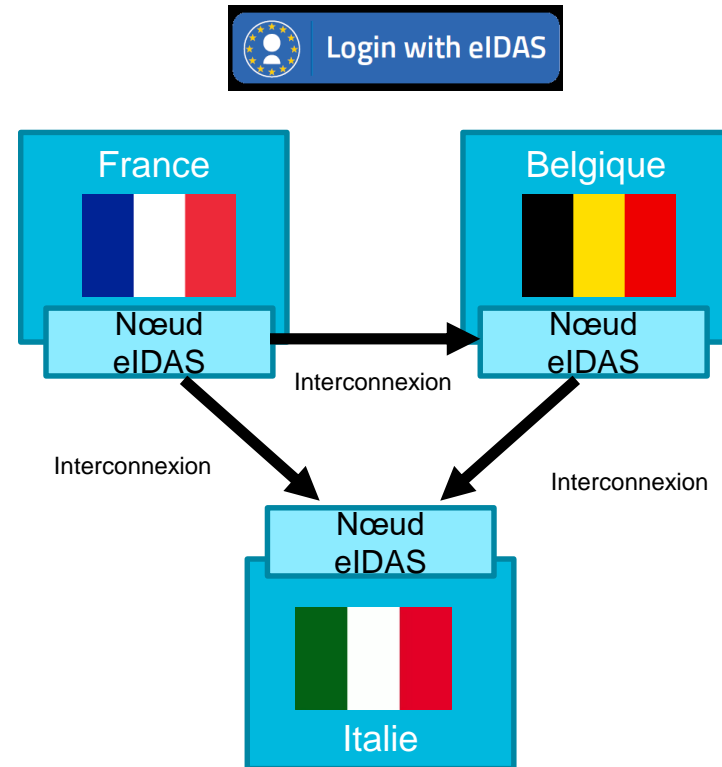 Login with eIDAS
France
Belgique
Nœud
eIDAS
Nœud
eIDAS
Interconnexion
Interconnexion
Interconnexion
Nœud
eIDAS
Italie